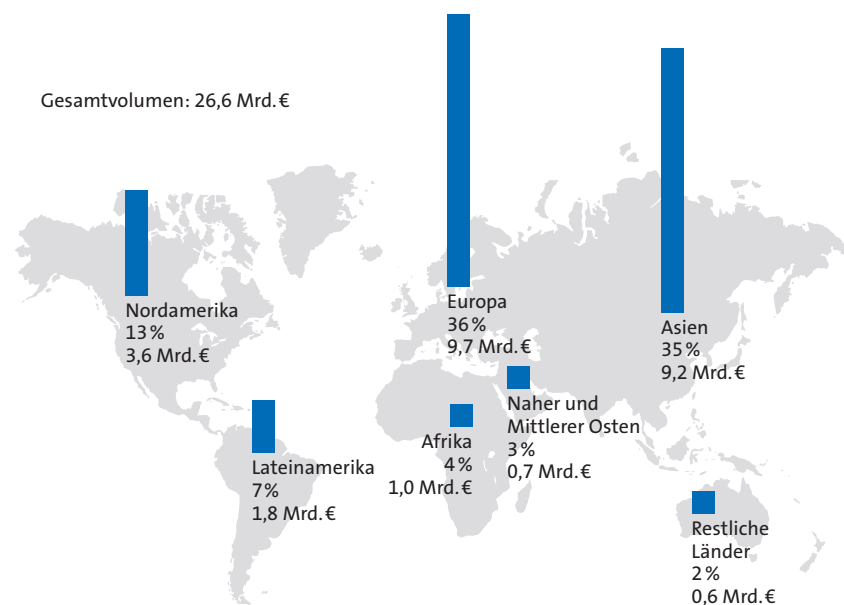 Gesamtvolumen: 26,6 Mrd. €
Nordamerika
13 %
3,6 Mrd. €
Europa
36 %
9,7 Mrd. €
Asien
35 %
9,2 Mrd. €
Lateinamerika
7 %
1,8 Mrd. €
Afrika
4 %
1,0 Mrd. €
Naher und
Mittlerer Osten
3 %
0,7 Mrd. €
Restliche
Länder
2 %
0,6 Mrd. €